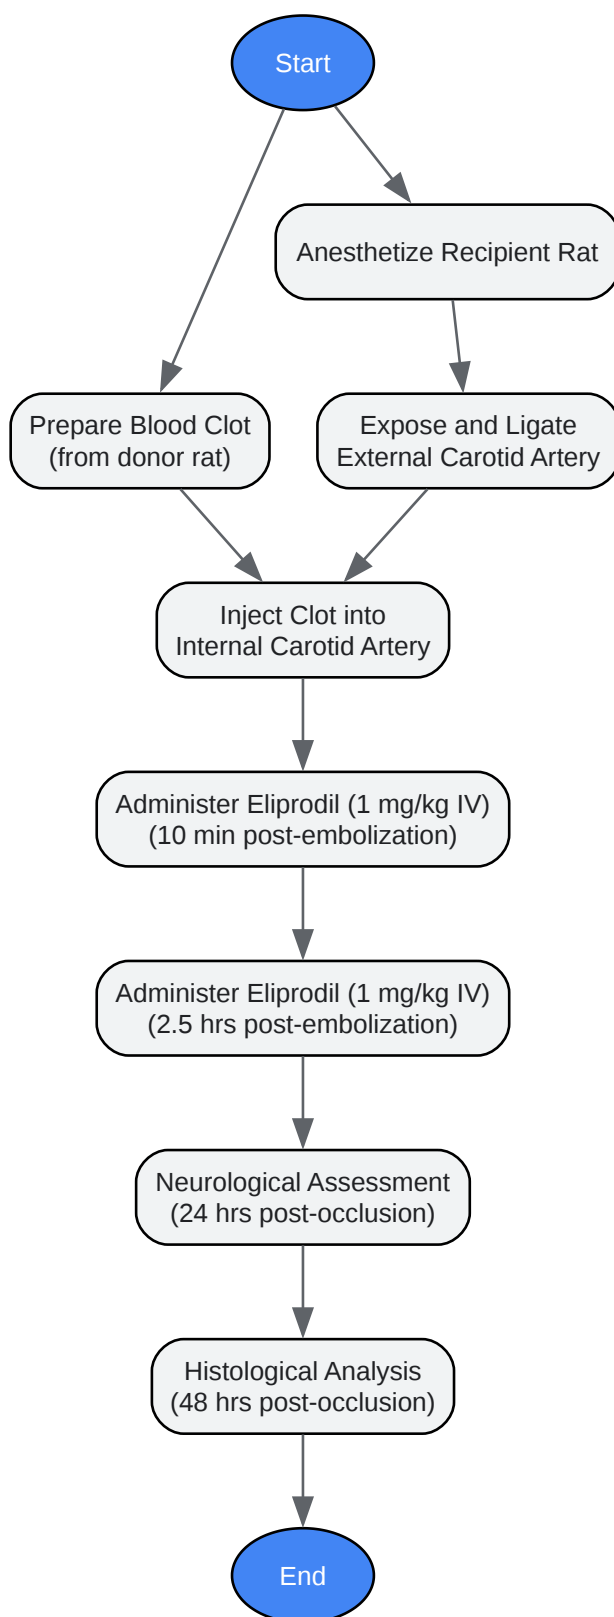 Start
Anesthetize Recipient Rat
Prepare Blood Clot
(from donor rat)
Expose and Ligate
External Carotid Artery
Inject Clot into
Internal Carotid Artery
Administer Eliprodil (1 mg/kg IV)
(10 min post-embolization)
Administer Eliprodil (1 mg/kg IV)
(2.5 hrs post-embolization)
Neurological Assessment
(24 hrs post-occlusion)
Histological Analysis
(48 hrs post-occlusion)
End